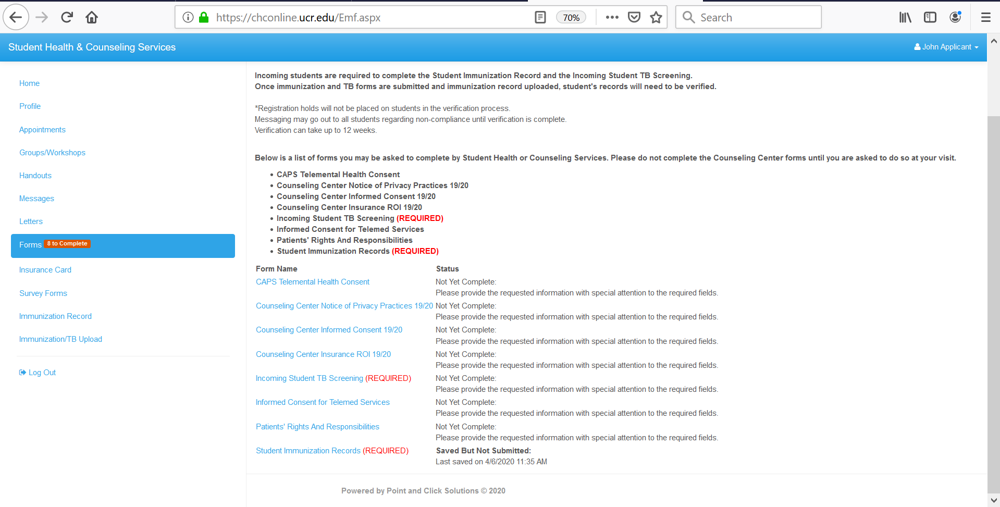 https://chconline.ucr.edu/Emf.aspx
70%
Search
Student Health & Counseling Services
John Applicant
Home
Profile
Appointments
Groups/Workshops
Handouts
Messages
Letters
Forms 8 to Complete
Insurance Card
Survey Forms
Immunization Record
Immunization/TB Upload
Log Out
Incoming students are required to complete the Student Immunization Record and the Incoming Student TB Screening.
Once immunization and TB forms are submitted and immunization record uploaded, student's records will need to be verified.
*Registration holds will not be placed on students in the verification process.
Messaging may go out to all students regarding non-compliance until verification is complete.
Verification can take up to 12 weeks.
Below is a list of forms you may be asked to complete by Student Health or Counseling Services. Please do not complete the Counseling Center forms until you are asked to do so at your visit.
• CAPS Telemental Health Consent
• Counseling Center Notice of Privacy Practices 19/20
• Counseling Center Informed Consent 19/20
• Counseling Center Insurance ROI 19/20
• Incoming Student TB Screening (REQUIRED)
• Informed Consent for Telemed Services
• Patients' Rights And Responsibilities
• Student Immunization Records (REQUIRED)
Form Name Status
CAPS Telemental Health Consent Not Yet Complete:
Please provide the requested information with special attention to the required fields.
Counseling Center Notice of Privacy Practices 19/20 Not Yet Complete:
Please provide the requested information with special attention to the required fields.
Counseling Center Informed Consent 19/20 Not Yet Complete:
Please provide the requested information with special attention to the required fields.
Counseling Center Insurance ROI 19/20 Not Yet Complete:
Please provide the requested information with special attention to the required fields.
Incoming Student TB Screening (REQUIRED) Not Yet Complete:
Please provide the requested information with special attention to the required fields.
Informed Consent for Telemed Services Not Yet Complete:
Please provide the requested information with special attention to the required fields.
Patients' Rights And Responsibilities Not Yet Complete:
Please provide the requested information with special attention to the required fields.
Student Immunization Records (REQUIRED) Saved But Not Submitted:
Last saved on 4/6/2020 11:35 AM
Powered by Point and Click Solutions © 2020